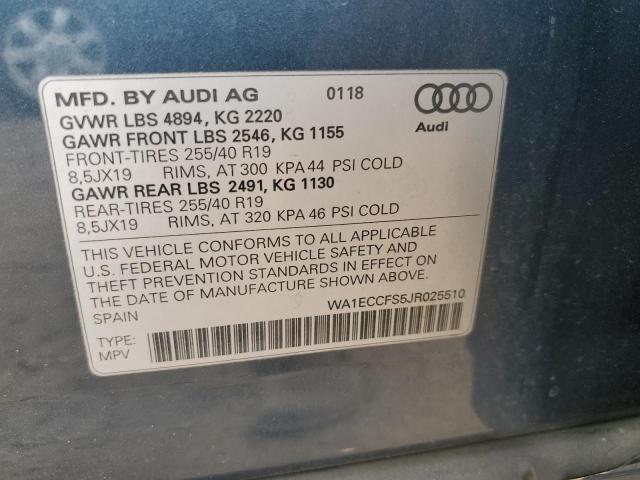 MFD. BY AUDI AG 0118
GVWR LBS 4894, KG 2220
GAWR FRONT LBS 2546, KG 1155
FRONT-TIRES 255/40 R19
8,5JX19 RIMS, AT 300 KPA 44 PSI COLD
GAWR REAR LBS 2491, KG 1130
REAR-TIRES 255/40 R19
8,5JX19 RIMS, AT 320 KPA 46 PSI COLD
Audi
THIS VEHICLE CONFORMS TO ALL APPLICABLE
U.S. FEDERAL MOTOR VEHICLE SAFETY AND
THEFT PREVENTION STANDARDS IN EFFECT ON
THE DATE OF MANUFACTURE SHOWN ABOVE.
SPAIN WA1ECCFS5JR025510
TYPE:
MPV